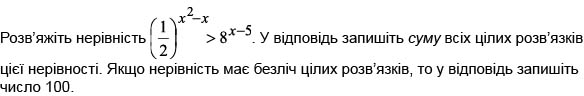 Розв’яжіть нерівність (1/2)^(x²−x) > 8^(x−5). У відповідь запишіть суму всіх цілих розв’язків
цієї нерівності. Якщо нерівність має безліч цілих розв’язків, то у відповідь запишіть
число 100.